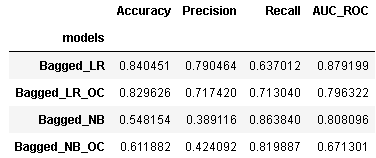 Accuracy Precision Recall AUC_ROC
models
Bagged_LR 0.840451 0.790464 0.637012 0.879199
Bagged_LR_OC 0.829626 0.717420 0.713040 0.796322
Bagged_NB 0.548154 0.389116 0.863840 0.808096
Bagged_NB_OC 0.611882 0.424092 0.819887 0.671301